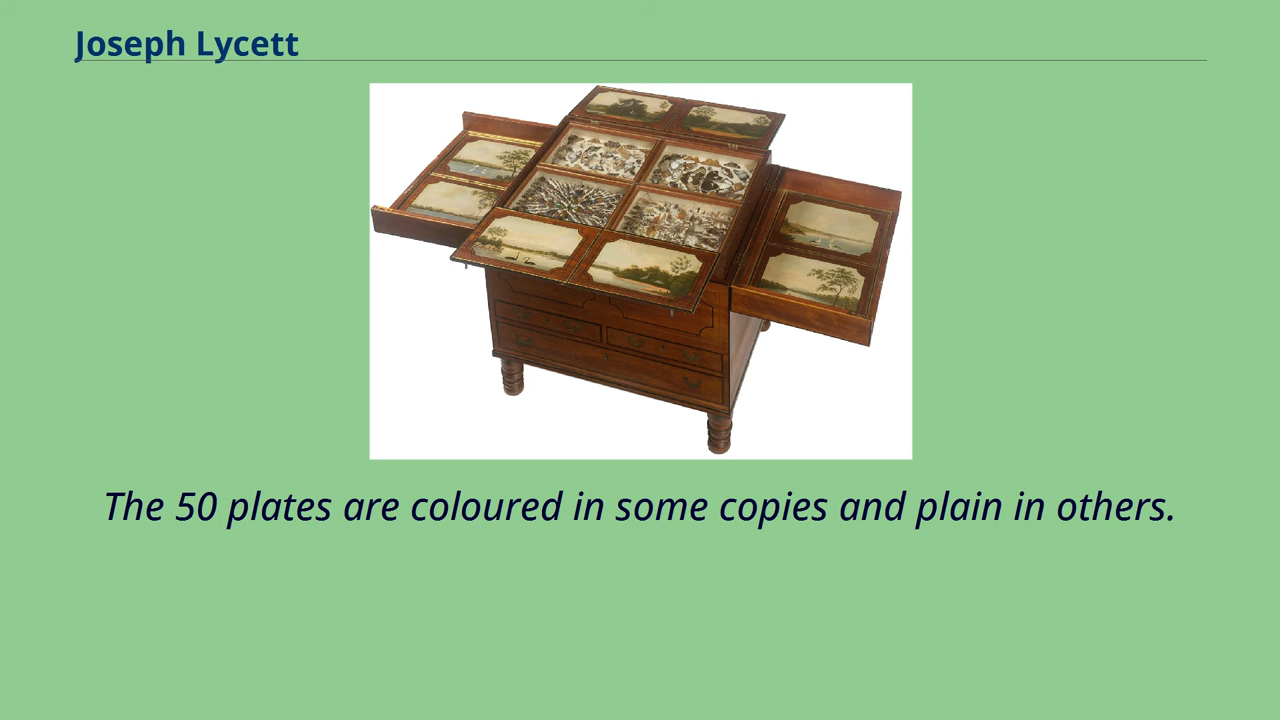 Joseph Lycett
The 50 plates are coloured in some copies and plain in others.